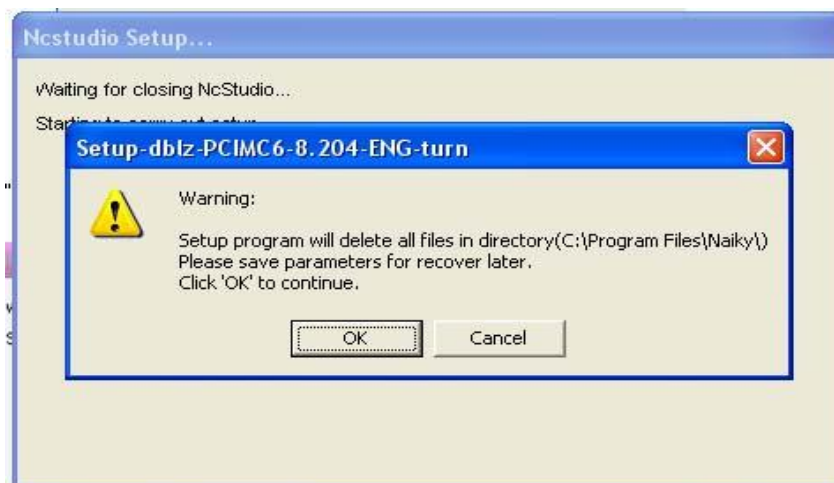 Ncstudio Setup...
Waiting for closing NcStudio...
Setup-dblz-PCIMC6-8.204-ENG-turn
Warning:
Setup program will delete all files in directory(C:\Program Files\Naiky\)
Please save parameters for recover later.
Click 'OK' to continue.
OK
Cancel